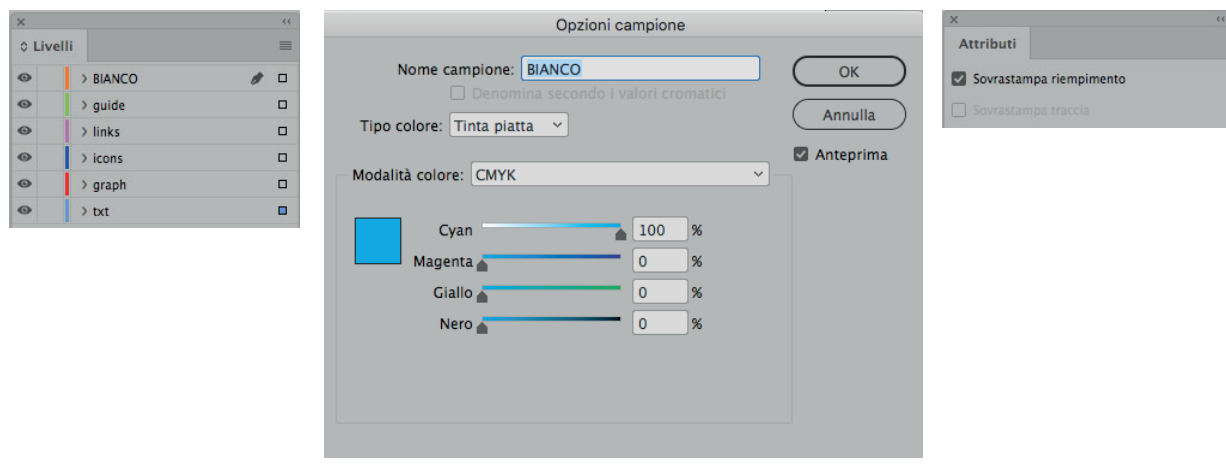 Livelli
BIANCO
guide
links
icons
graph
txt
Opzioni campione
Nome campione: BIANCO
Denomina secondo i valori cromatici
Tipo colore: Tinta piatta
Modalità colore: CMYK
Cyan 100 %
Magenta 0 %
Giallo 0 %
Nero 0 %
OK
Annulla
Anteprima
Attributi
Sovrastampa riempimento
Sovrastampa traccia